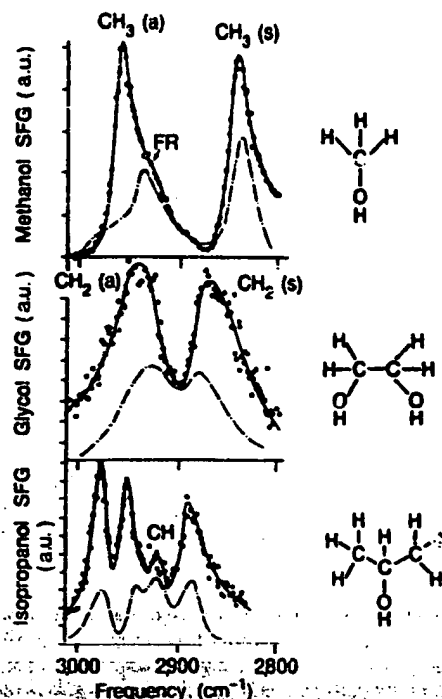 CH₃ (a)
CH₃ (s)
Methanol SFG (a.u.)
FR
H
H H
C
O
H
CH₂ (a)
CH₂ (s)
Glycol SFG (a.u.)
H H
H C C H
O O
H H
Isopropanol SFG
(a.u.)
CH
H H H
H C C C
H H
O
H
3000 2900 2800
Frequency (cm⁻¹)